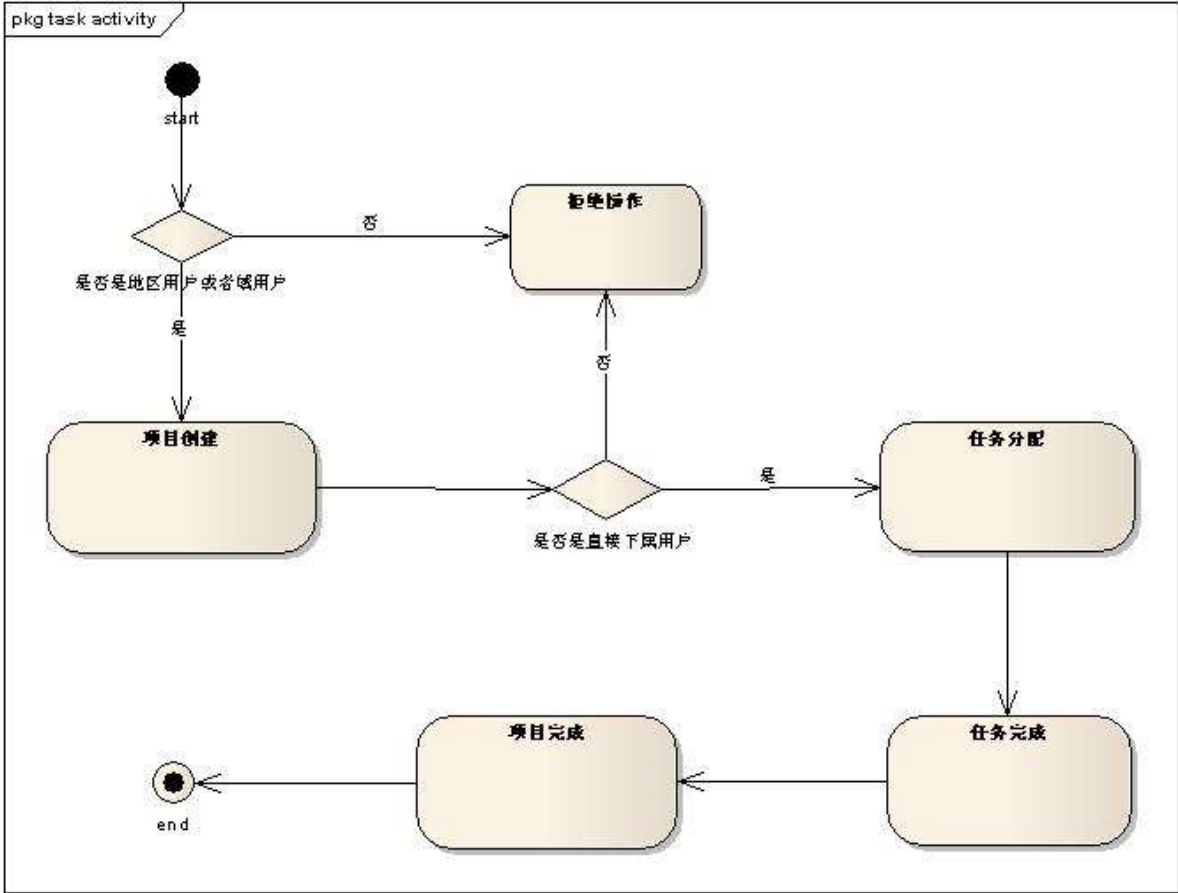 pkg task activity
start
拒绝操作
否
是否是地区用户或者域用户
是
否
项目创建
任务分配
是
是否是直接下属用户
项目完成
任务完成
end